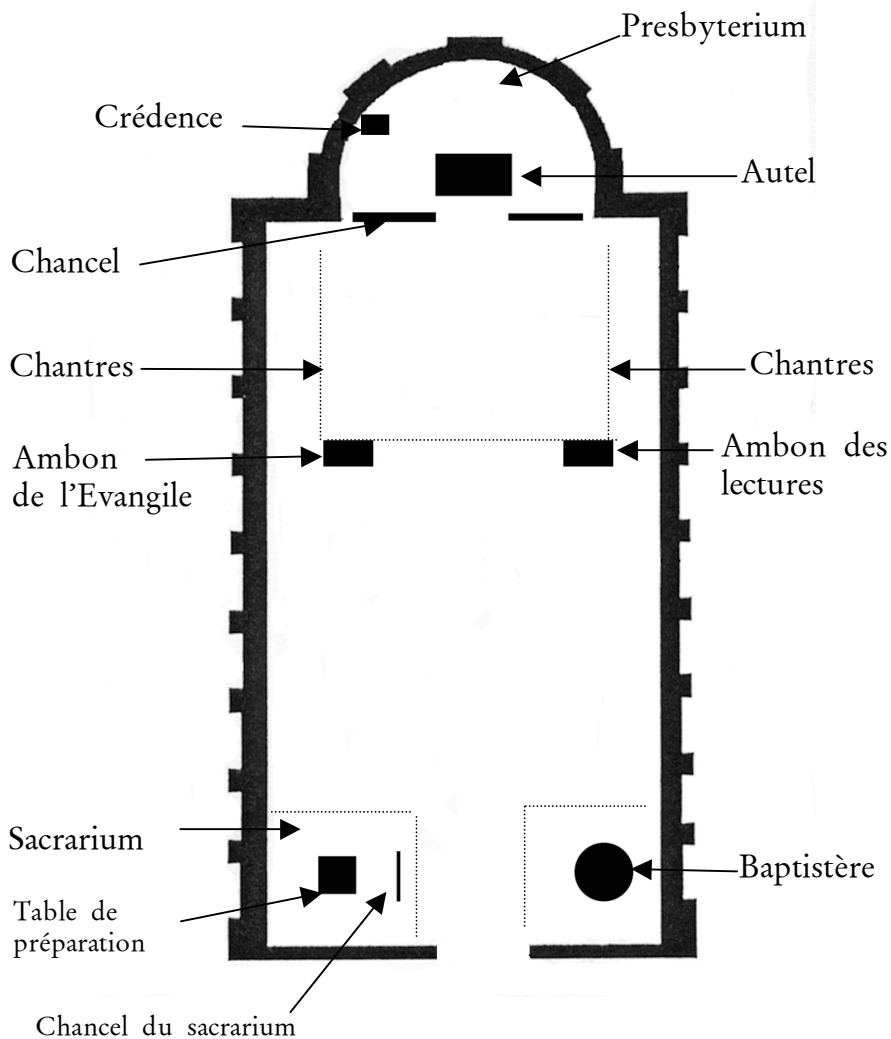 Presbyterium
Crédence
Autel
Chancel
Chantres
Chantres
Ambon
de l'Evangile
Ambon des
lectures
Sacrarium
Baptistère
Table de
préparation
Chancel du sacrarium